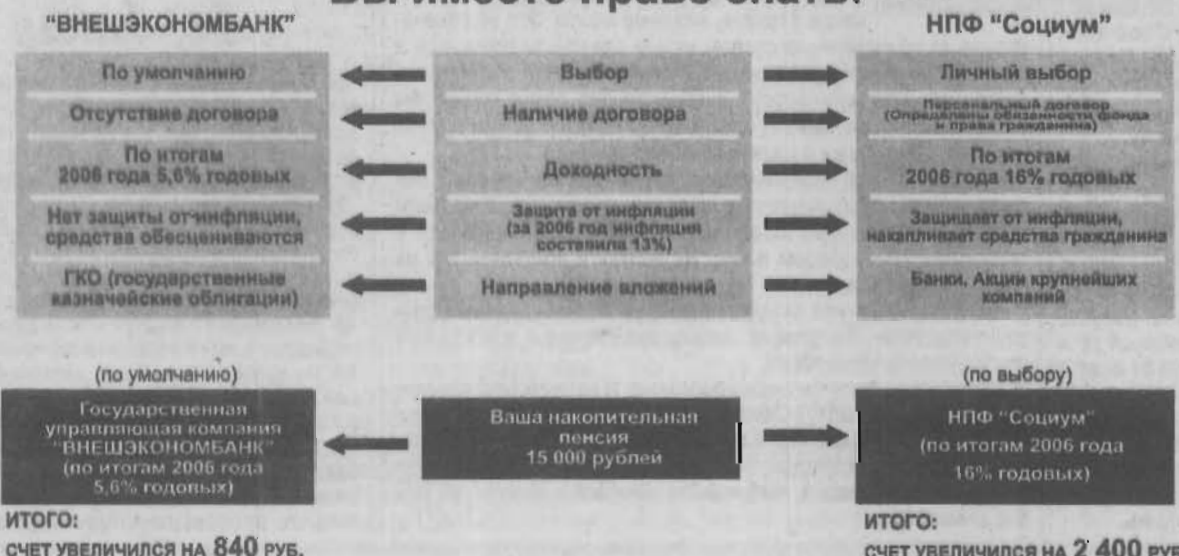 Вы имеете право знать!
"ВНЕШЭКОНОМБАНК"
НПФ "Социум"
По умолчанию
Выбор
Личный выбор
Отсутствие договора
Наличие договора
Персональный договор
(Определены обязанности фонда
и права гражданина)
По итогам
2006 года 5,6% годовых
Доходность
По итогам
2006 года 16% годовых
Нет защиты от инфляции,
средства обесцениваются
Защита от инфляции
(за 2006 год инфляция
составила 13%)
Защищает от инфляции,
накапливает средства гражданина
ГКО (государственные
казначейские облигации)
Направление вложений
Банки, Акции крупнейших
компаний
(по умолчанию)
(по выбору)
Государственная
управляющая компания
"ВНЕШЭКОНОМБАНК"
(по итогам 2006 года
5,6% годовых)
Ваша накопительная
пенсия
15 000 рублей
НПФ "Социум"
(по итогам 2006 года
16% годовых)
ИТОГО:
СЧЕТ УВЕЛИЧИЛСЯ НА 840 РУБ.
ИТОГО:
СЧЕТ УВЕЛИЧИЛСЯ НА 2 400 РУБ